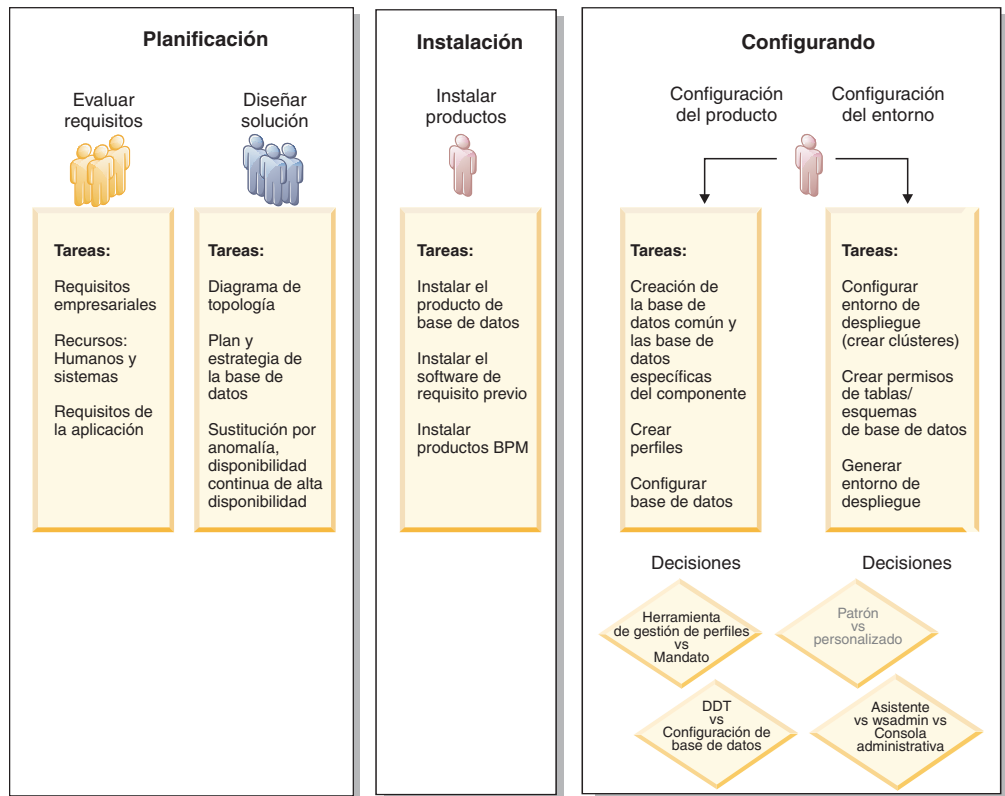 Planificación
Evaluar
requisitos
Diseñar
solución
Tareas:
Requisitos
empresariales
Recursos:
Humanos y
sistemas
Requisitos de
la aplicación
Tareas:
Diagrama de
topología
Plan y
estrategia de
la base de
datos
Sustitución por
anomalía,
disponibilidad
continua de alta
disponibilidad
Instalación
Instalar
productos
Tareas:
Instalar el
producto de
base de datos
Instalar el
software de
requisito previo
Instalar
productos BPM
Configurando
Configuración
del producto
Configuración
del entorno
Tareas:
Creación de
la base de
datos común y
las base de
datos
específicas
del componente
Crear
perfiles
Configurar
base de datos
Tareas:
Configurar
entorno de
despliegue
(crear clústeres)
Crear permisos
de tablas/
esquemas
de base de datos
Generar
entorno de
despliegue
Decisiones
Herramienta
de gestión de perfiles
vs
Mandato
DDT
vs
Configuración de
base de datos
Decisiones
Patrón
vs
personalizado
Asistente
vs wsadmin vs
Consola
administrativa